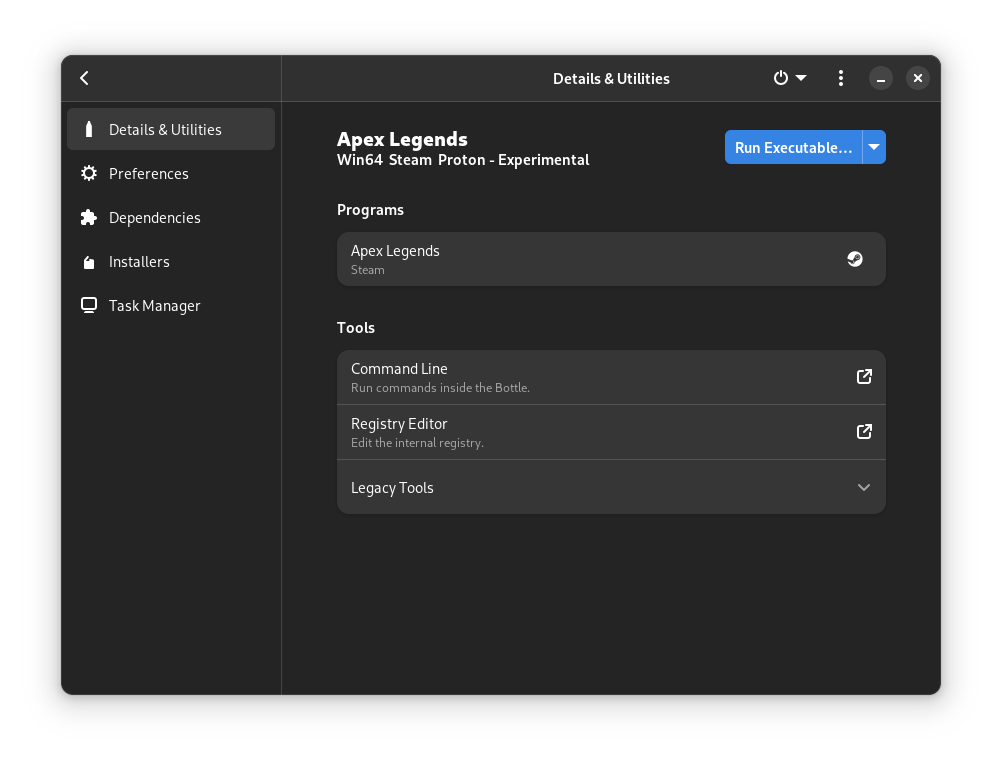 Details & Utilities
Details & Utilities
Preferences
Dependencies
Installers
Task Manager
Apex Legends
Win64 Steam Proton - Experimental
Run Executable...
Programs
Apex Legends
Steam
Tools
Command Line
Run commands inside the Bottle.
Registry Editor
Edit the internal registry.
Legacy Tools